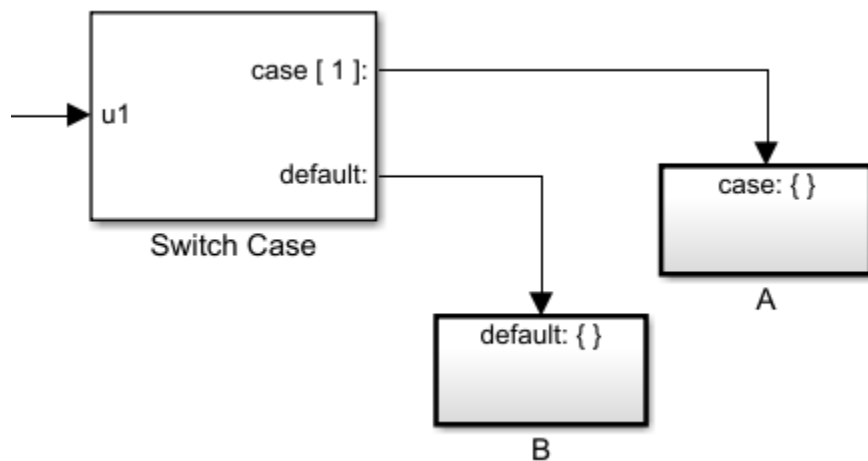 case [ 1 ]:
u1
default:
Switch Case
case: { }
A
default: { }
B